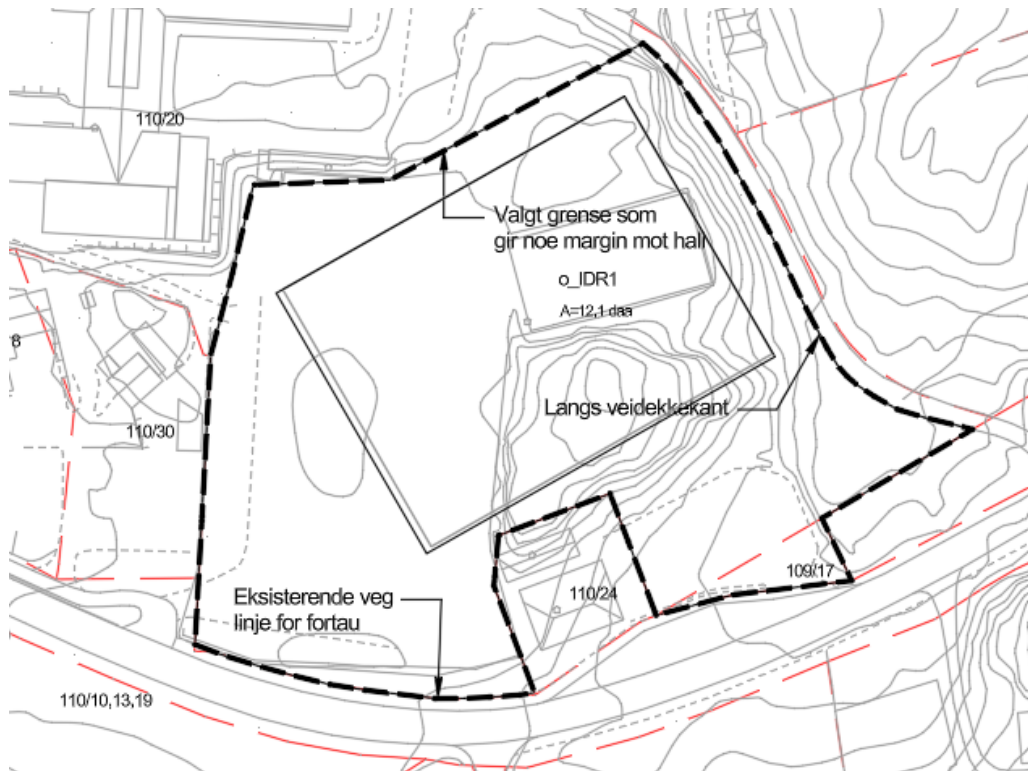 110/20
Valgt grense som
gir noe margin mot hall
o_IDR1
A=12,1 daa
8
Langs veidekkekant
110/30
109/17
110/24
Eksisterende veg
linje for fortau
110/10,13,19